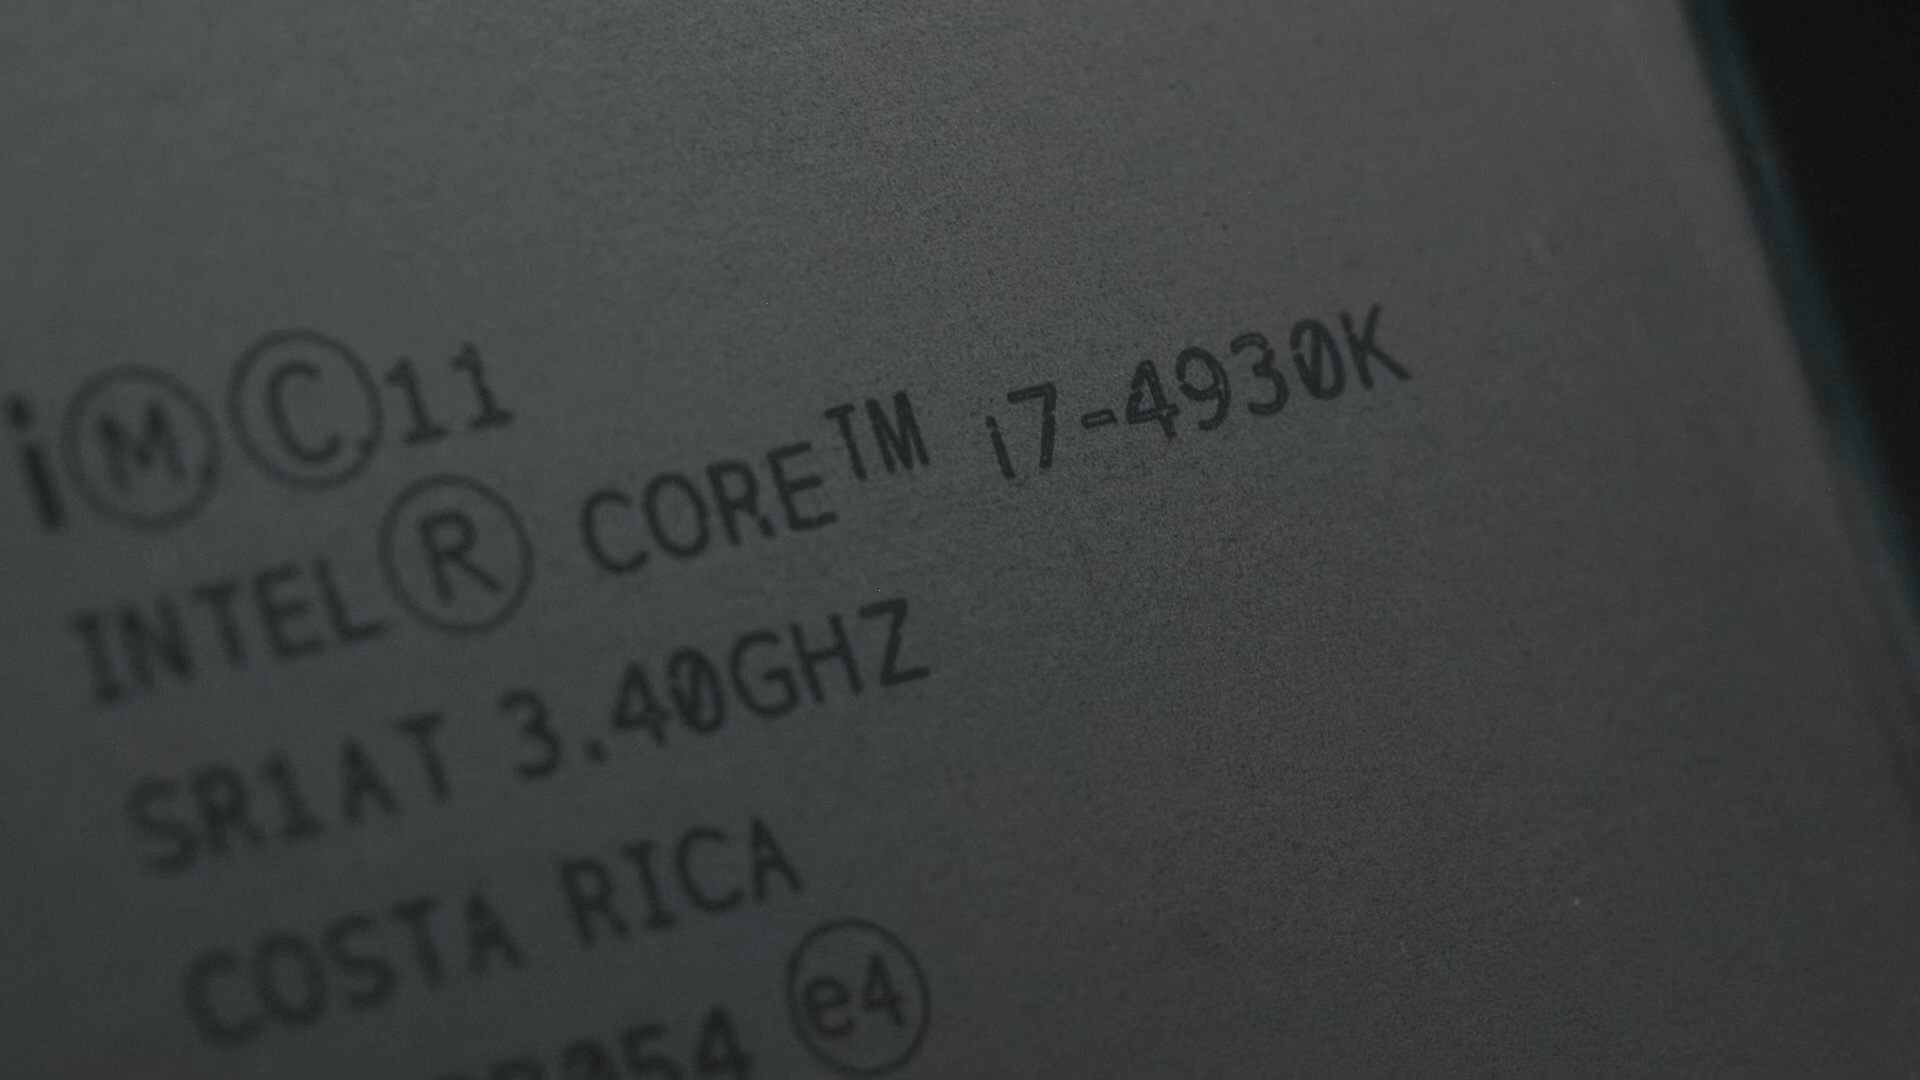 i Ⓜ Ⓒ 11
INTEL® CORE™ i7-4930K
SR1AT 3.40GHZ
COSTA RICA
e4